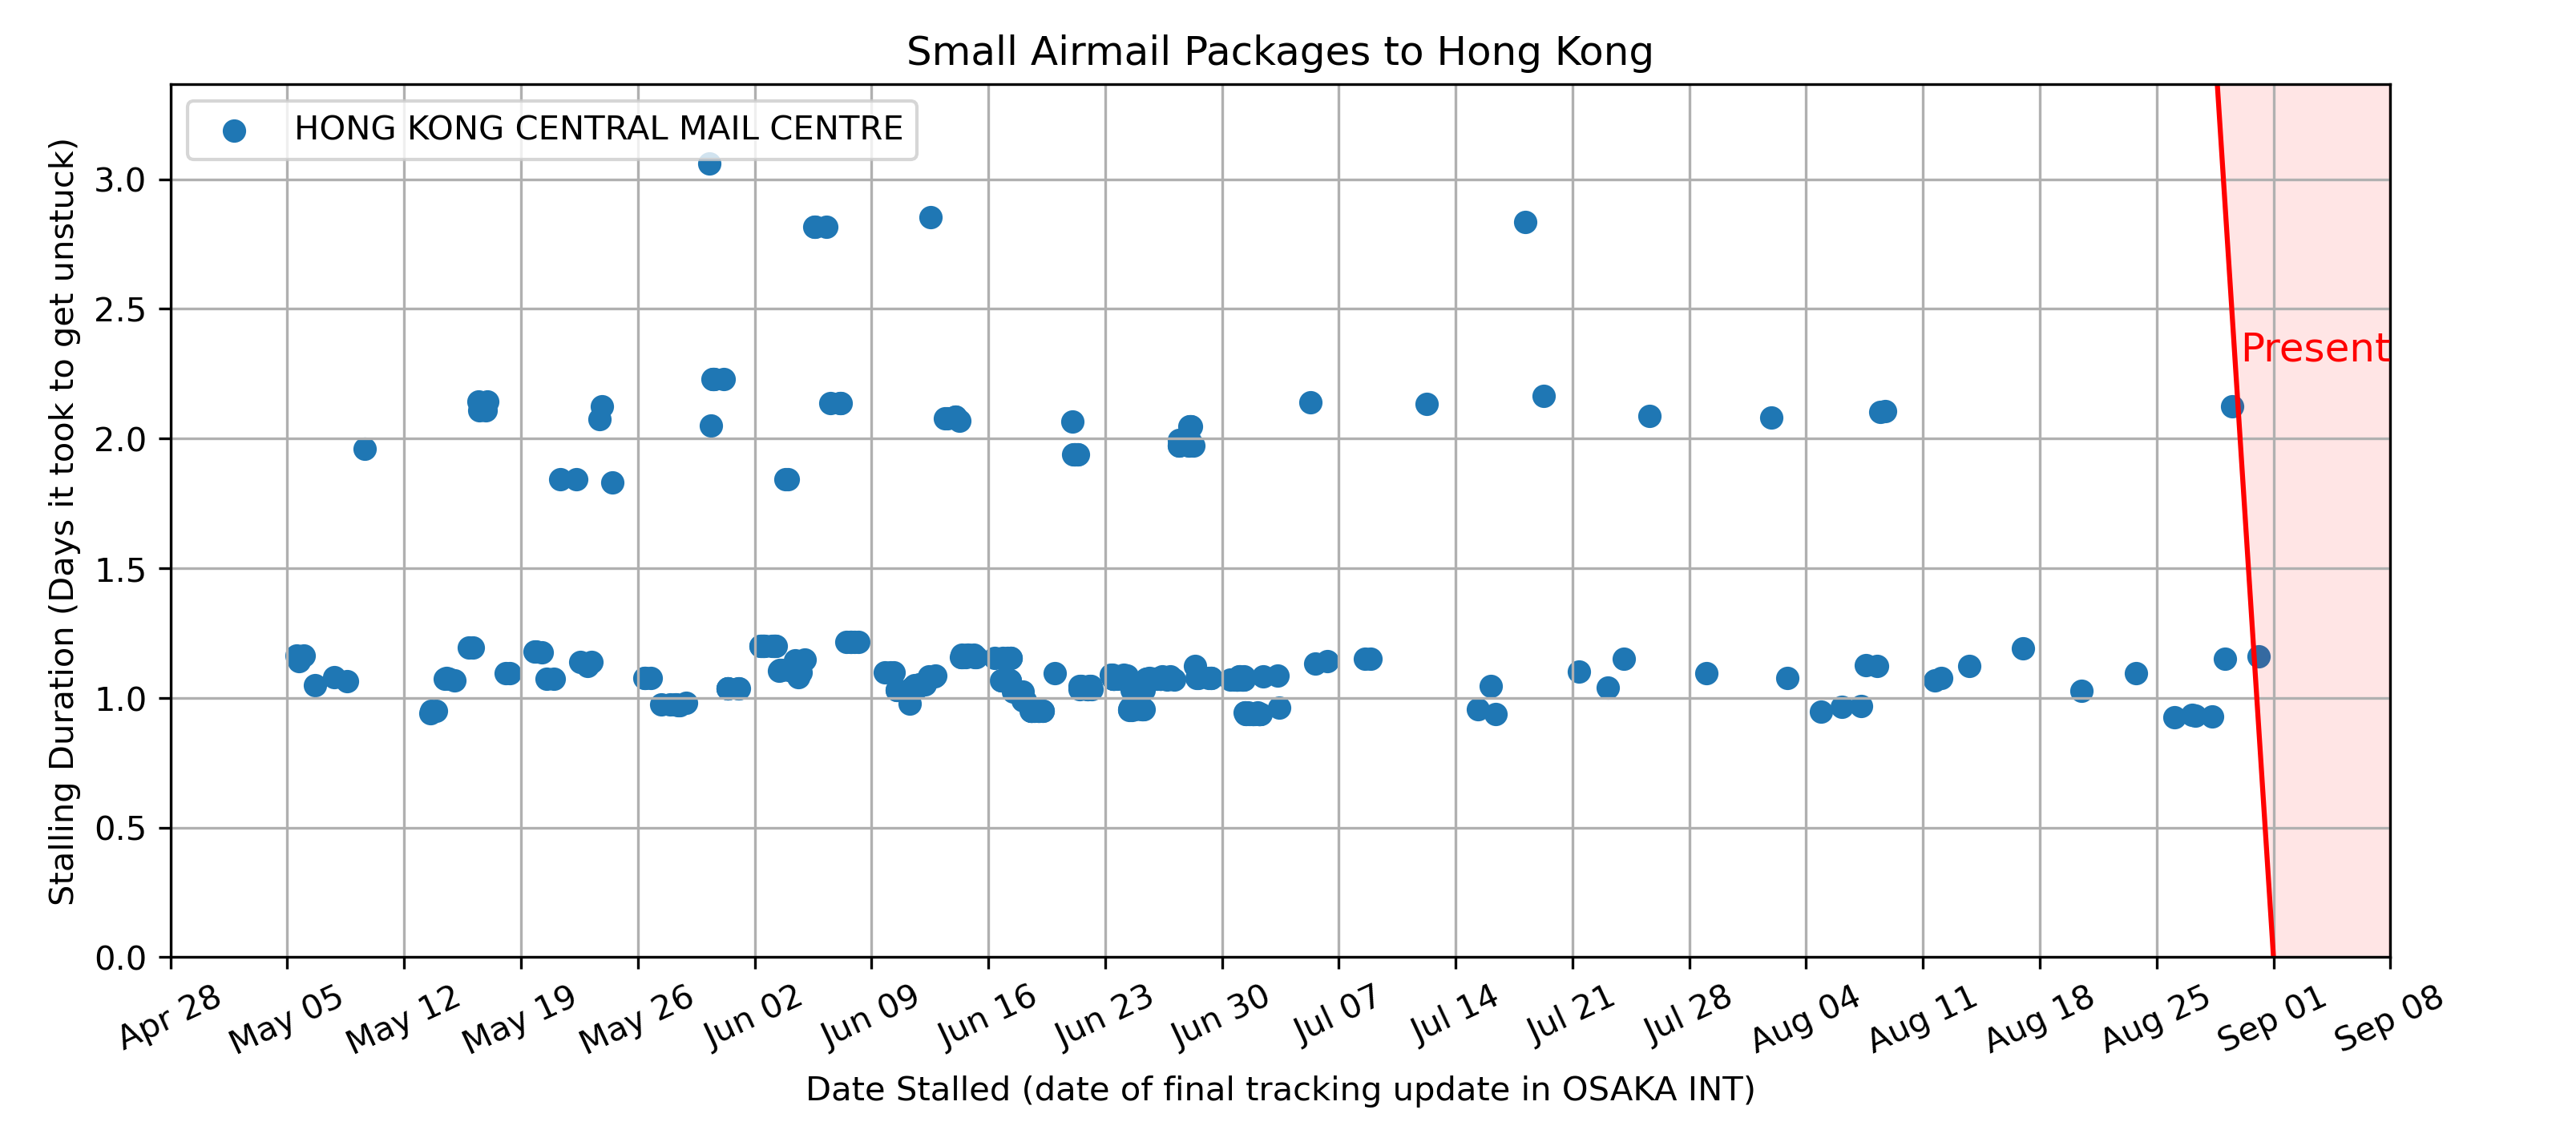 Small Airmail Packages to Hong Kong
HONG KONG CENTRAL MAIL CENTRE
Stalling Duration (Days it took to get unstuck)
3.0
2.5
2.0
1.5
1.0
0.5
0.0
Present
Apr 28
May 05
May 12
May 19
May 26
Jun 02
Jun 09
Jun 16
Jun 23
Jun 30
Jul 07
Jul 14
Jul 21
Jul 28
Aug 04
Aug 11
Aug 18
Aug 25
Sep 01
Sep 08
Date Stalled (date of final tracking update in OSAKA INT)